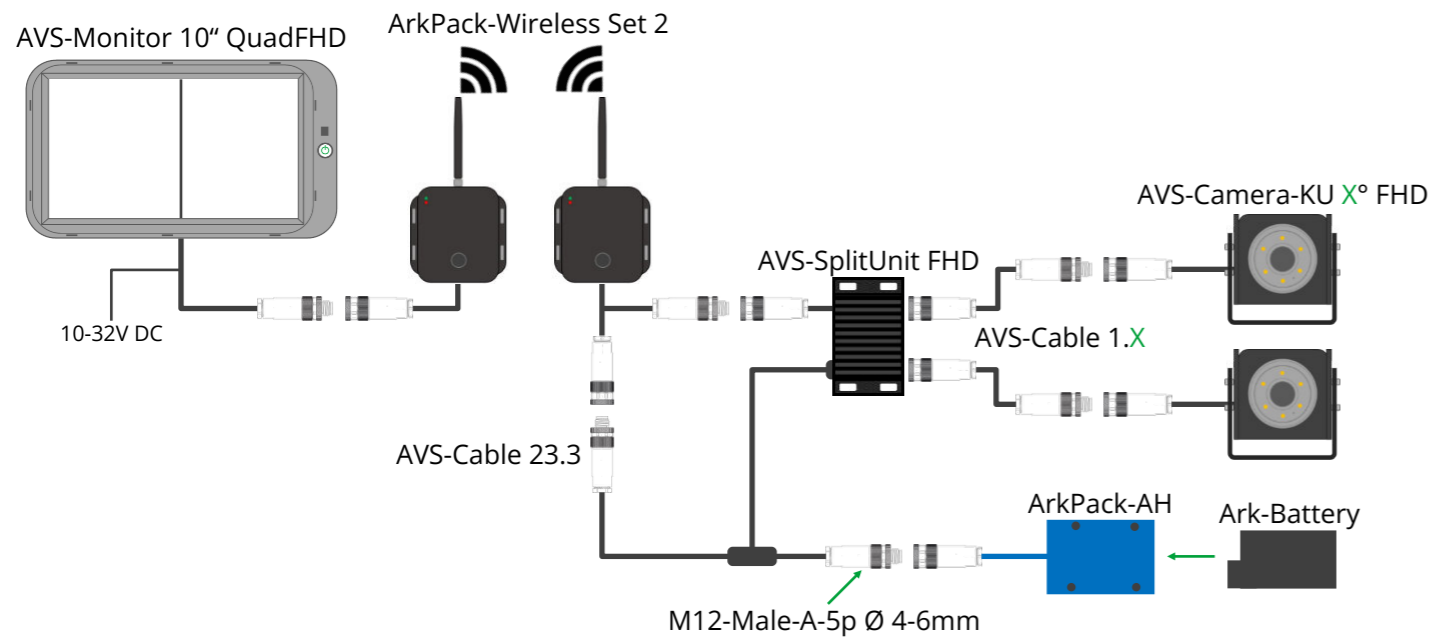 ArkPack-Wireless Set 2
AVS-Monitor 10“ QuadFHD
AVS-Camera-KU X° FHD
AVS-SplitUnit FHD
10-32V DC
AVS-Cable 1.X
AVS-Cable 23.3
ArkPack-AH
Ark-Battery
M12-Male-A-5p Ø 4-6mm